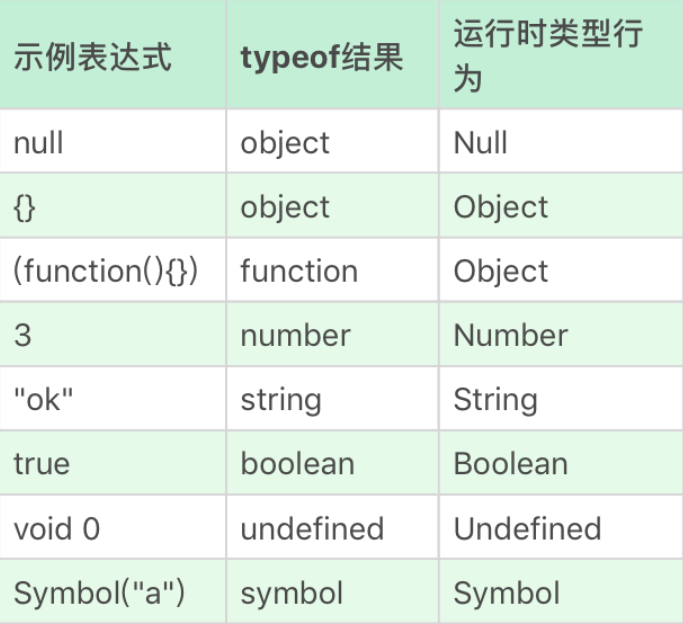 示例表达式 typeof结果 运行时类型行
为
null object Null
{} object Object
(function(){}) function Object
3 number Number
"ok" string String
true boolean Boolean
void 0 undefined Undefined
Symbol("a") symbol Symbol